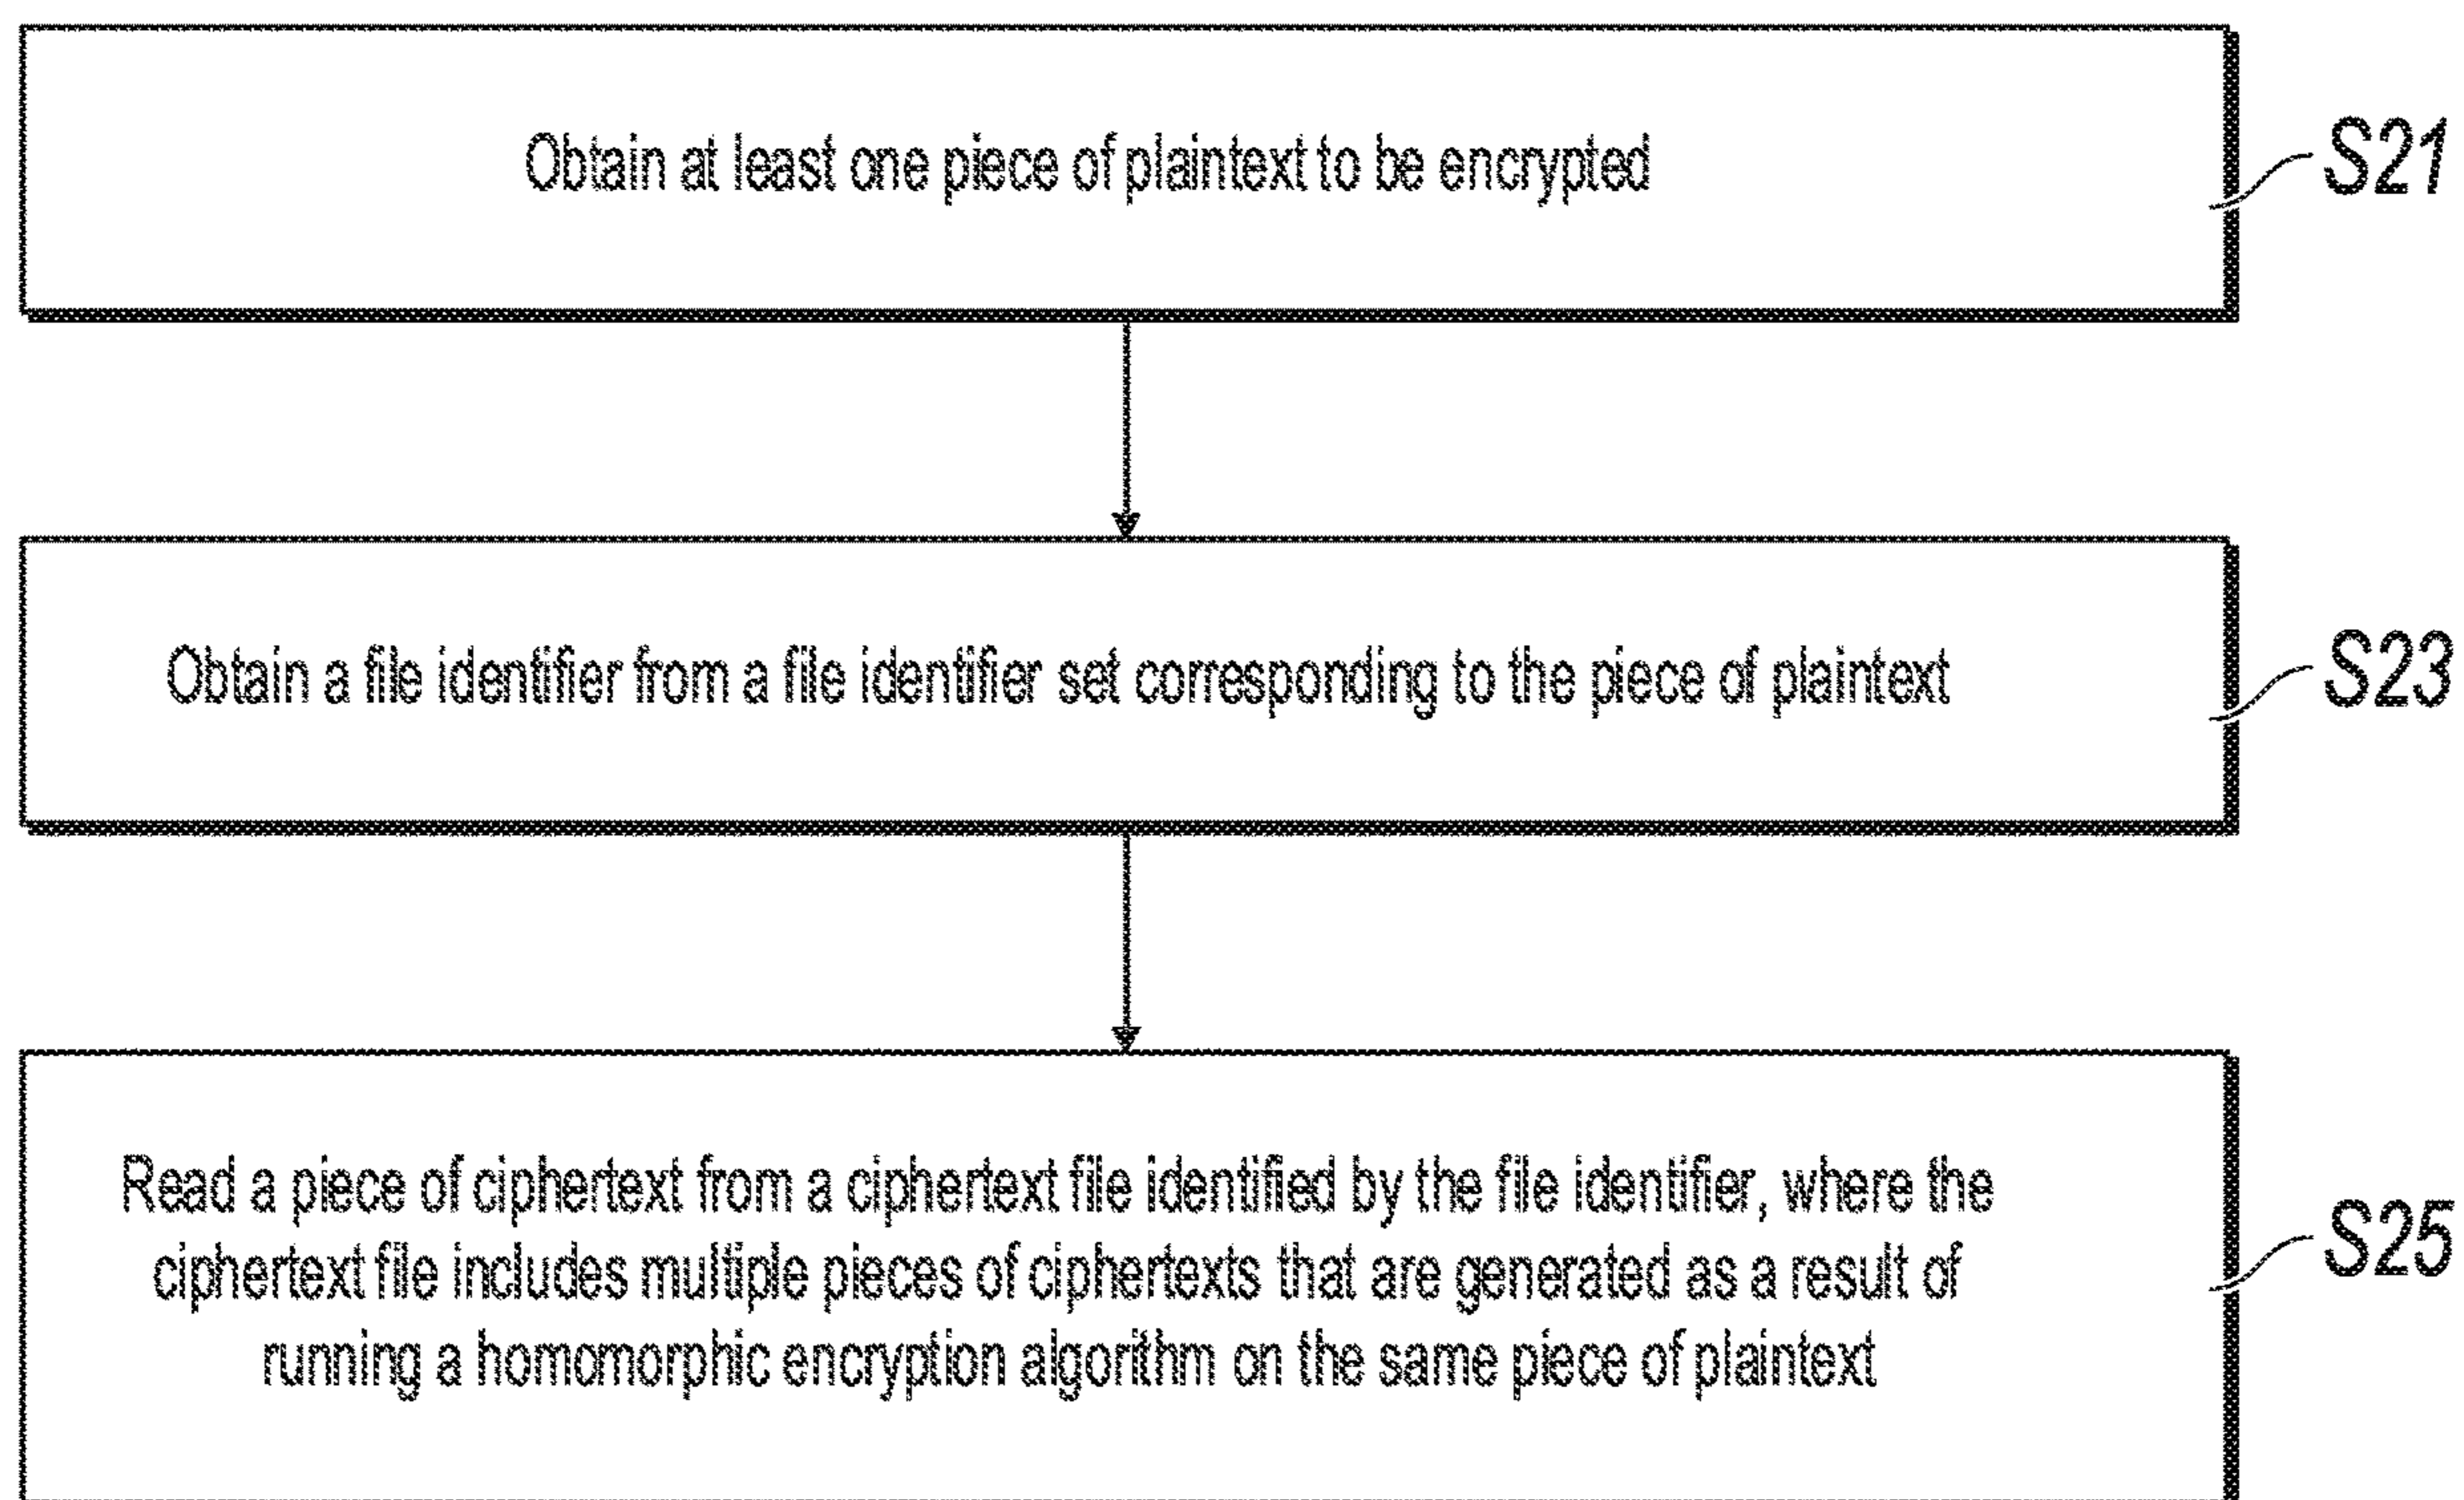 Obtain at least one piece of plaintext to be encrypted
S21
Obtain a file identifier from a file identifier set corresponding to the piece of plaintext
S23
Read a piece of ciphertext from a ciphertext file identified by the file identifier, where the
ciphertext file includes multiple pieces of ciphertexts that are generated as a result of
running a homomorphic encryption algorithm on the same piece of plaintext
S25